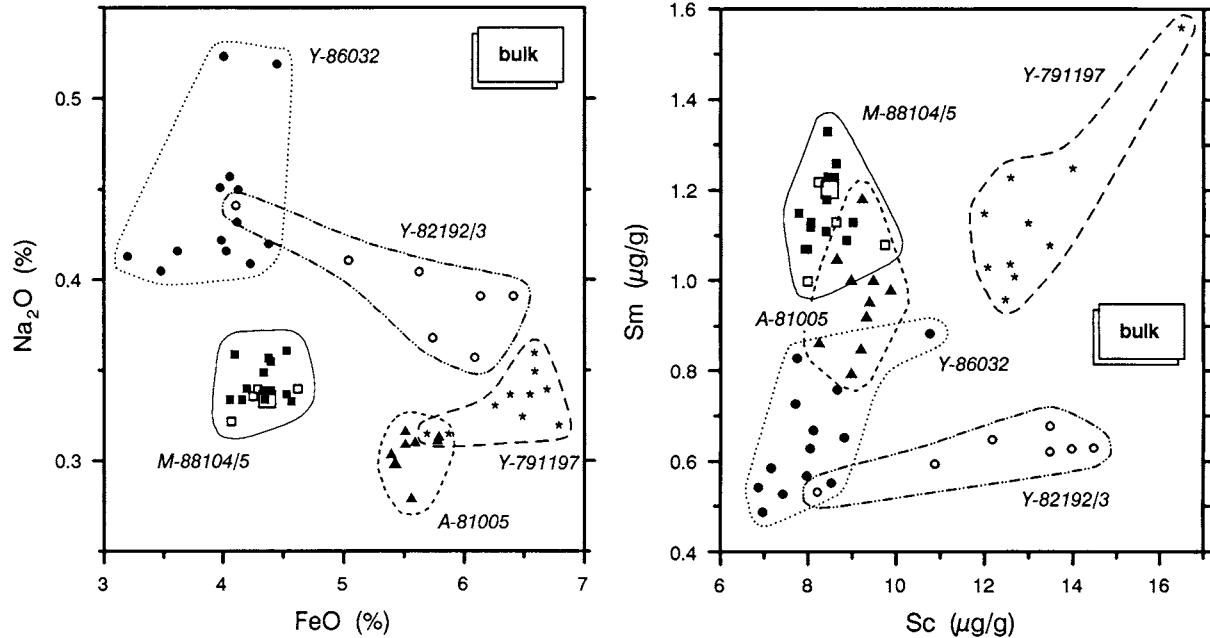 bulk
Y-86032
0.5
Y-82192/3
0.4
Na₂O (%)
0.3
M-88104/5
Y-791197
A-81005
3 4 5 6 7
FeO (%)
1.6
Y-791197
1.4
M-88104/5
1.2
Sm (µg/g)
1.0
A-81005
bulk
Y-86032
0.8
0.6
Y-82192/3
0.4
6 8 10 12 14 16
Sc (µg/g)